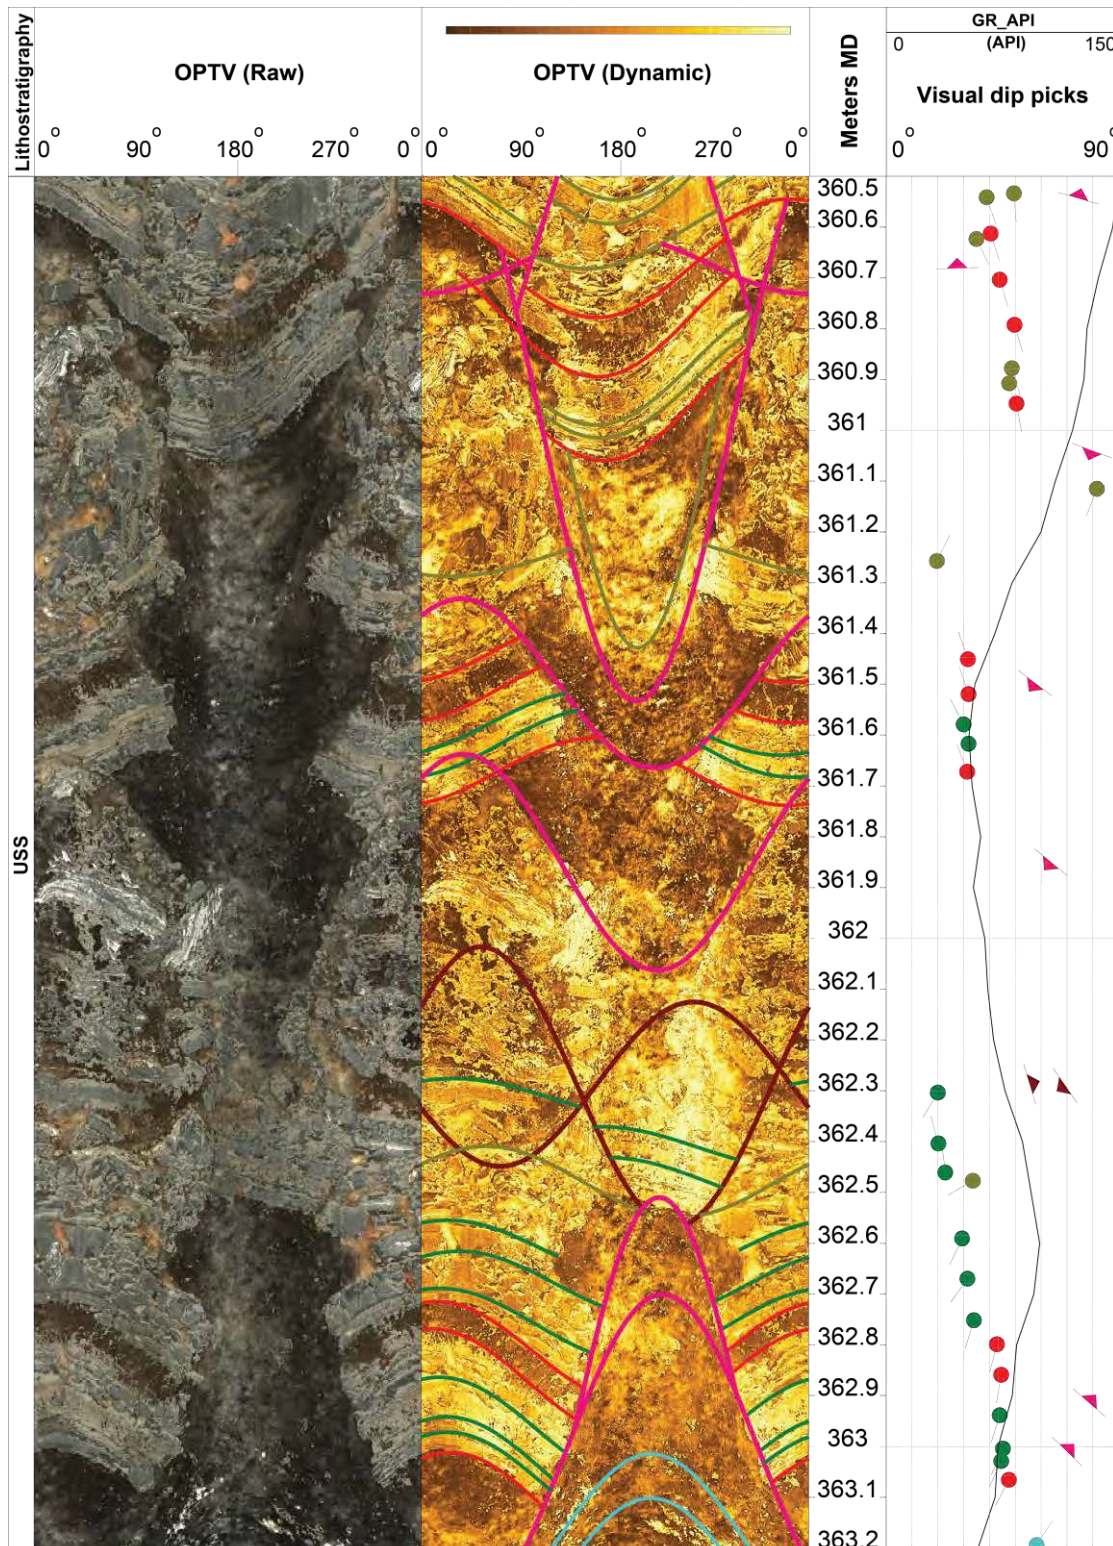 Lithostratigraphy
OPTV (Raw)
0° 90° 180° 270° 0°
OPTV (Dynamic)
0° 90° 180° 270° 0°
Meters MD
GR_API
0 (API) 150
Visual dip picks
0° 90°
USS
360.5
360.6
360.7
360.8
360.9
361
361.1
361.2
361.3
361.4
361.5
361.6
361.7
361.8
361.9
362
362.1
362.2
362.3
362.4
362.5
362.6
362.7
362.8
362.9
363
363.1
363.2